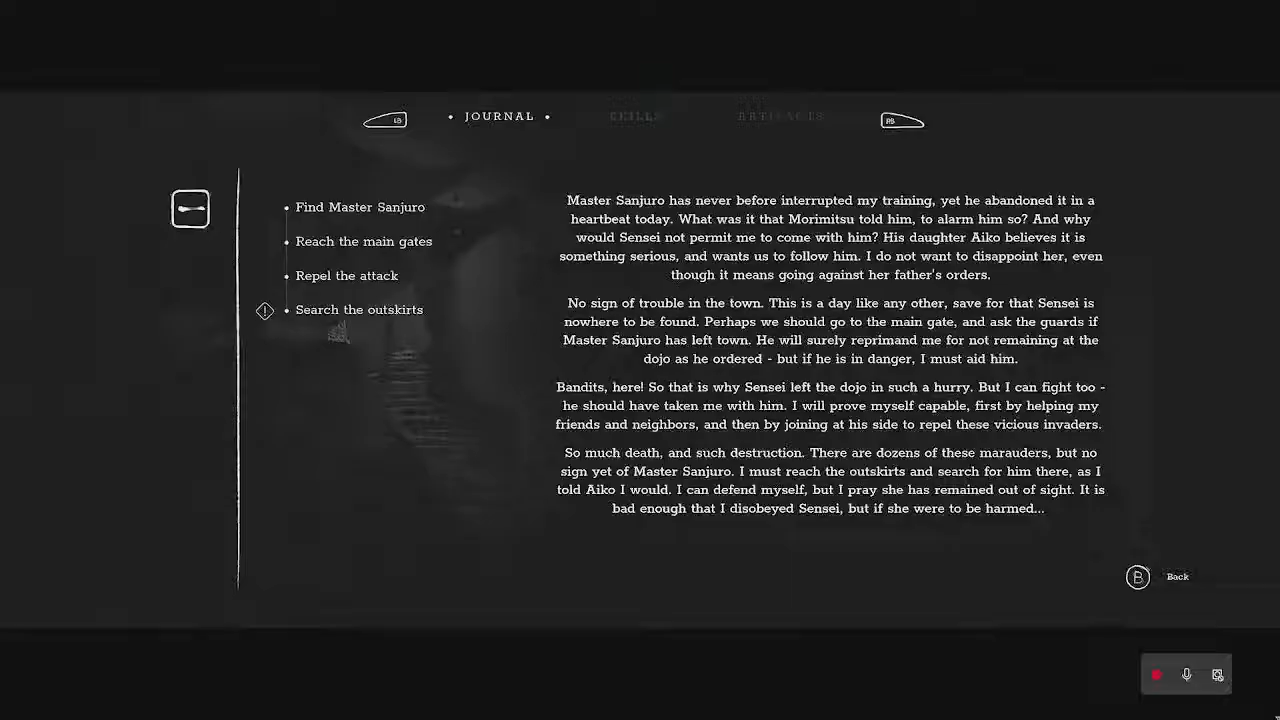 LB
• JOURNAL •
SKILLS
ARTIFACTS
RB
• Find Master Sanjuro
• Reach the main gates
• Repel the attack
! • Search the outskirts
Master Sanjuro has never before interrupted my training, yet he abandoned it in a
heartbeat today. What was it that Morimitsu told him, to alarm him so? And why
would Sensei not permit me to come with him? His daughter Aiko believes it is
something serious, and wants us to follow him. I do not want to disappoint her, even
though it means going against her father's orders.
No sign of trouble in the town. This is a day like any other, save for that Sensei is
nowhere to be found. Perhaps we should go to the main gate, and ask the guards if
Master Sanjuro has left town. He will surely reprimand me for not remaining at the
dojo as he ordered - but if he is in danger, I must aid him.
Bandits, here! So that is why Sensei left the dojo in such a hurry. But I can fight too -
he should have taken me with him. I will prove myself capable, first by helping my
friends and neighbors, and then by joining at his side to repel these vicious invaders.
So much death, and such destruction. There are dozens of these marauders, but no
sign yet of Master Sanjuro. I must reach the outskirts and search for him there, as I
told Aiko I would. I can defend myself, but I pray she has remained out of sight. It is
bad enough that I disobeyed Sensei, but if she were to be harmed...
B Back